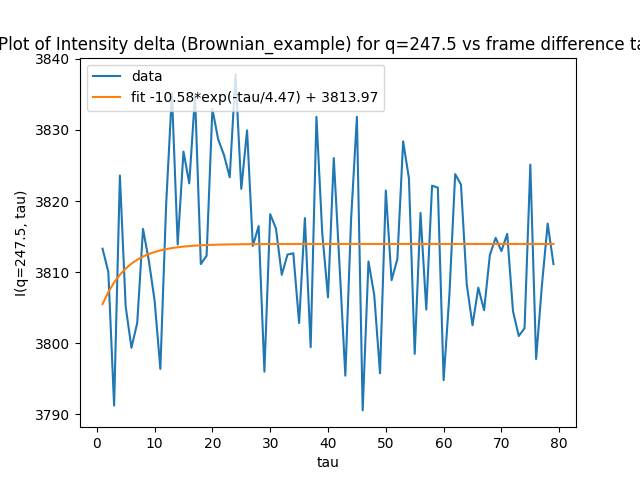 Plot of Intensity delta (Brownian_example) for q=247.5 vs frame difference ta
3840
3830
3820
3810
3800
3790
I(q=247.5, tau)
data
fit -10.58*exp(-tau/4.47) + 3813.97
0 10 20 30 40 50 60 70 80
tau